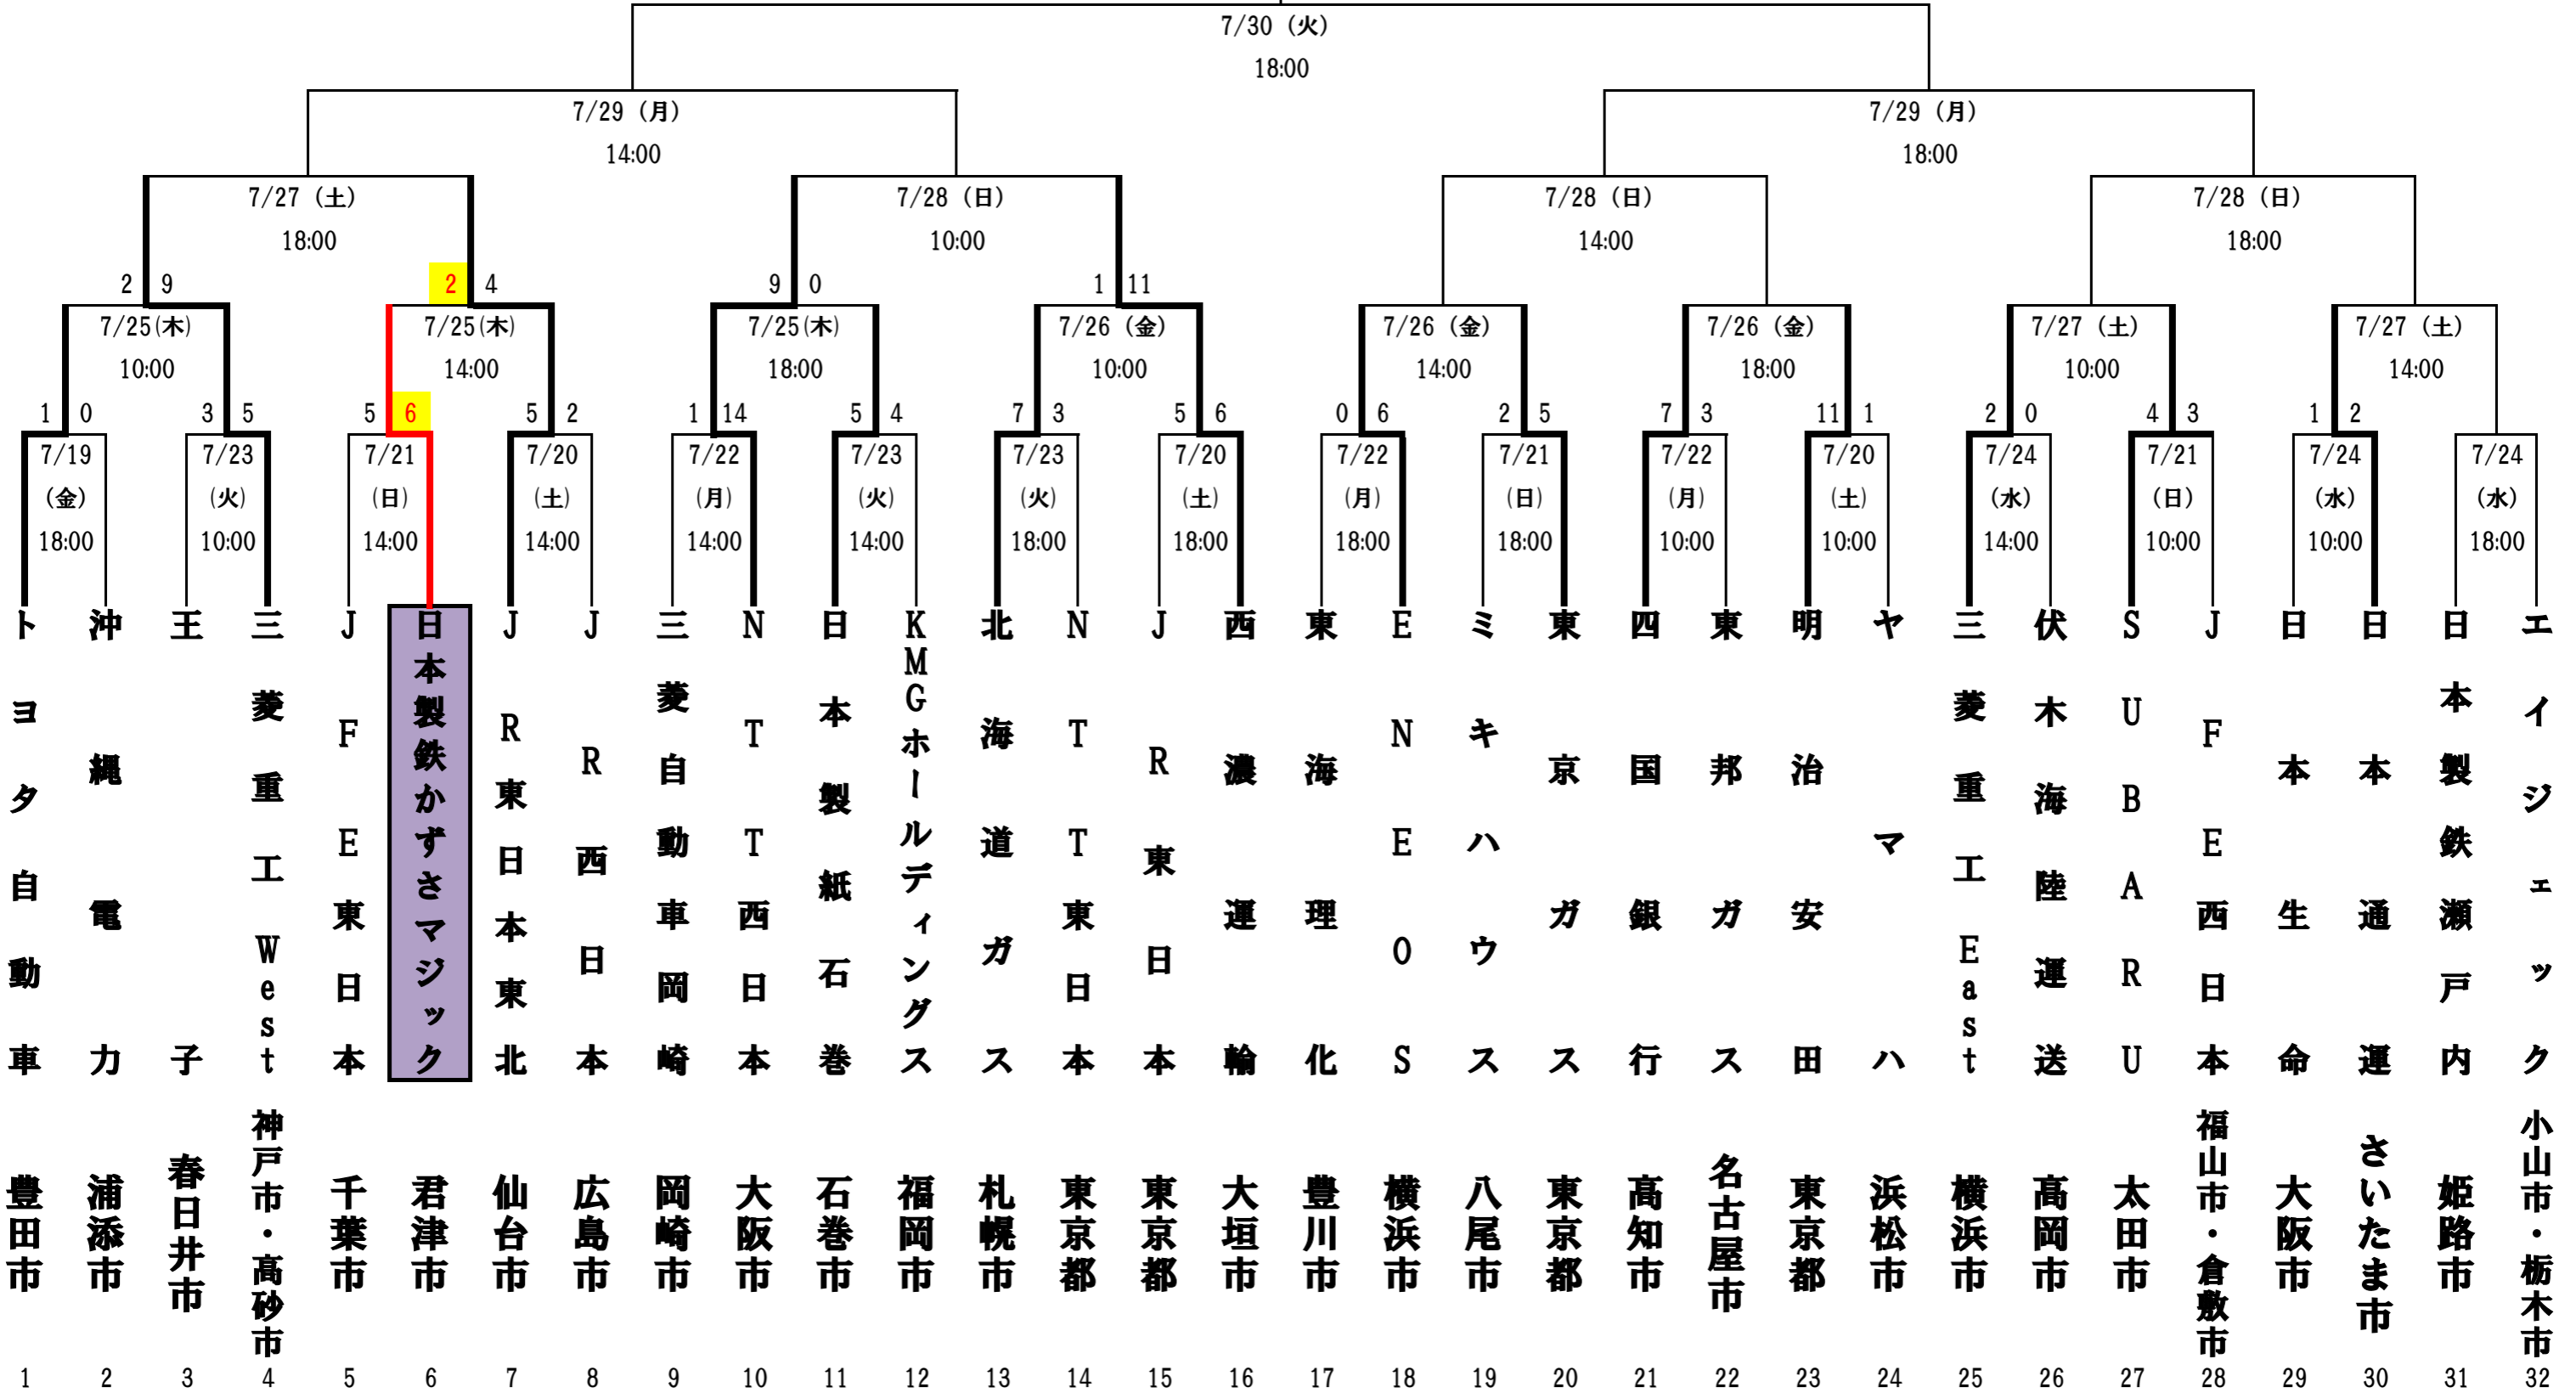 7/30 (火)
18:00
7/29 (月)
14:00
7/29 (月)
18:00
7/27 (土)
18:00
7/28 (日)
10:00
7/28 (日)
14:00
7/28 (日)
18:00
2 9
2 4
9 0
1 11
7/25(木)
10:00
7/25(木)
14:00
7/25(木)
18:00
7/26 (金)
10:00
7/26 (金)
14:00
7/26 (金)
18:00
7/27 (土)
10:00
7/27 (土)
14:00
1 0
3 5
5 6
5 2
1 14
5 4
7 3
5 6
0 6
2 5
7 3
11 1
2 0
4 3
1 2
7/19
(金)
18:00
7/23
(火)
10:00
7/21
(日)
14:00
7/20
(土)
14:00
7/22
(月)
14:00
7/23
(火)
14:00
7/23
(火)
18:00
7/20
(土)
18:00
7/22
(月)
18:00
7/21
(日)
18:00
7/22
(月)
10:00
7/20
(土)
10:00
7/24
(水)
14:00
7/21
(日)
10:00
7/24
(水)
10:00
7/24
(水)
18:00
トヨタ自動車
沖縄電力
王子
三菱重工West
JFE東日本
日本製鉄かずさマジック
JR東日本東北
JR西日本
三菱自動車岡崎
NTT西日本
日本製紙石巻
KMGホールディングス
北海道ガス
NTT東日本
JR東日本
西濃運輸
東海理化
ENEOS
ミキハウス
東京ガス
四国銀行
東邦ガス
明治安田
ヤマハ
三菱重工East
伏木海陸運送
SUBARU
JFE西日本
日本生命
日本通運
日本製鉄瀬戸内
エイジェック
豊田市
浦添市
春日井市
神戸市・高砂市
千葉市
君津市
仙台市
広島市
岡崎市
大阪市
石巻市
福岡市
札幌市
東京都
東京都
大垣市
豊川市
横浜市
八尾市
東京都
高知市
名古屋市
東京都
浜松市
横浜市
高岡市
太田市
福山市・倉敷市
大阪市
さいたま市
姫路市
小山市・栃木市
1 2 3 4 5 6 7 8 9 10 11 12 13 14 15 16 17 18 19 20 21 22 23 24 25 26 27 28 29 30 31 32